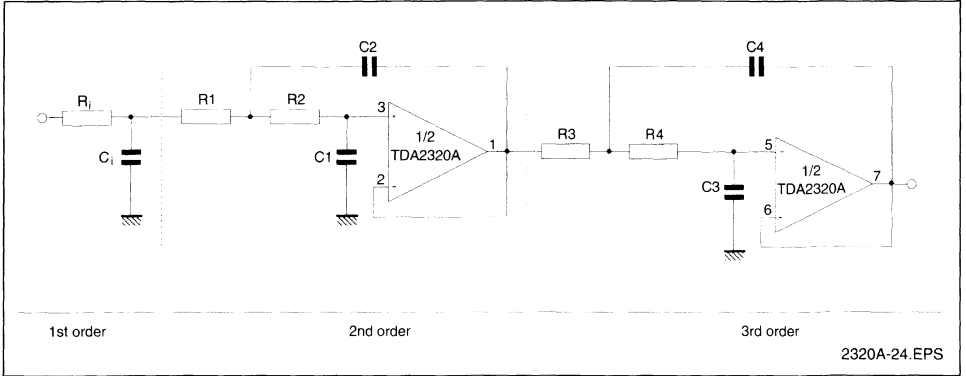 C2
C4
Ri
R1
R2
3
1/2
TDA2320A
1
Ci
C1
2
R3
R4
5
1/2
TDA2320A
7
C3
6
1st order
2nd order
3rd order
2320A-24.EPS